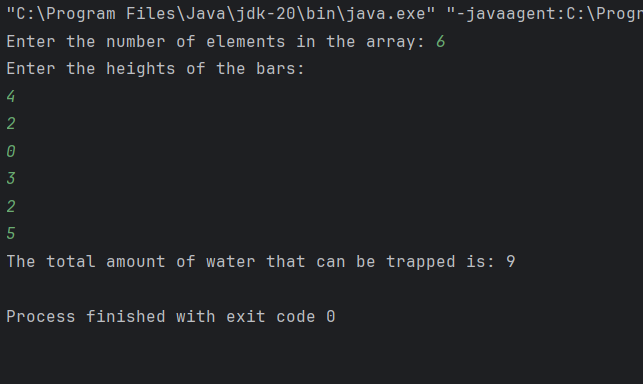 "C:\Program Files\Java\jdk-20\bin\java.exe" "-javaagent:C:\Progr
Enter the number of elements in the array: 6
Enter the heights of the bars:
4
2
0
3
2
5
The total amount of water that can be trapped is: 9
Process finished with exit code 0